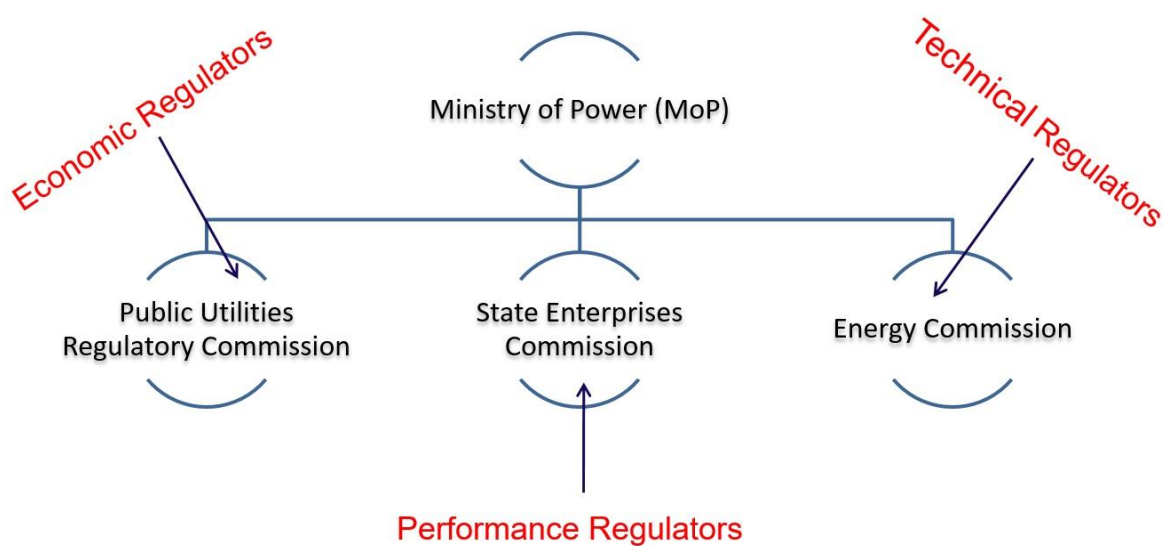 Economic Regulators
Ministry of Power (MoP)
Technical Regulators
Public Utilities
Regulatory Commission
State Enterprises
Commission
Energy Commission
Performance Regulators